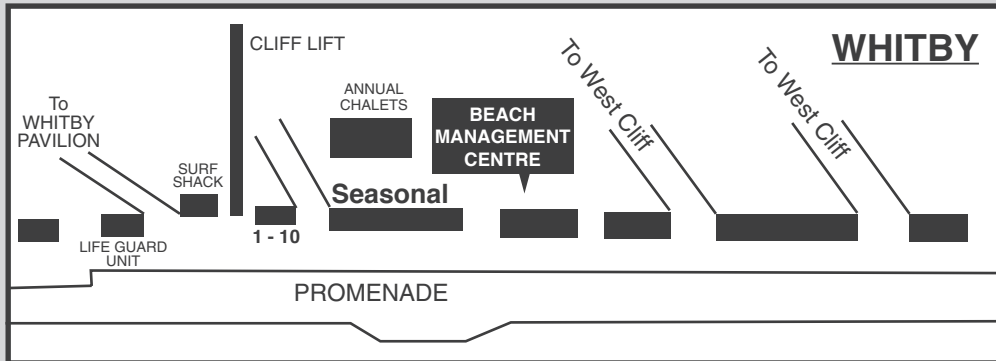 WHITBY
CLIFF LIFT
To
WHITBY
PAVILION
SURF
SHACK
LIFE GUARD
UNIT
1 - 10
ANNUAL
CHALETS
Seasonal
BEACH
MANAGEMENT
CENTRE
To West Cliff
To West Cliff
PROMENADE